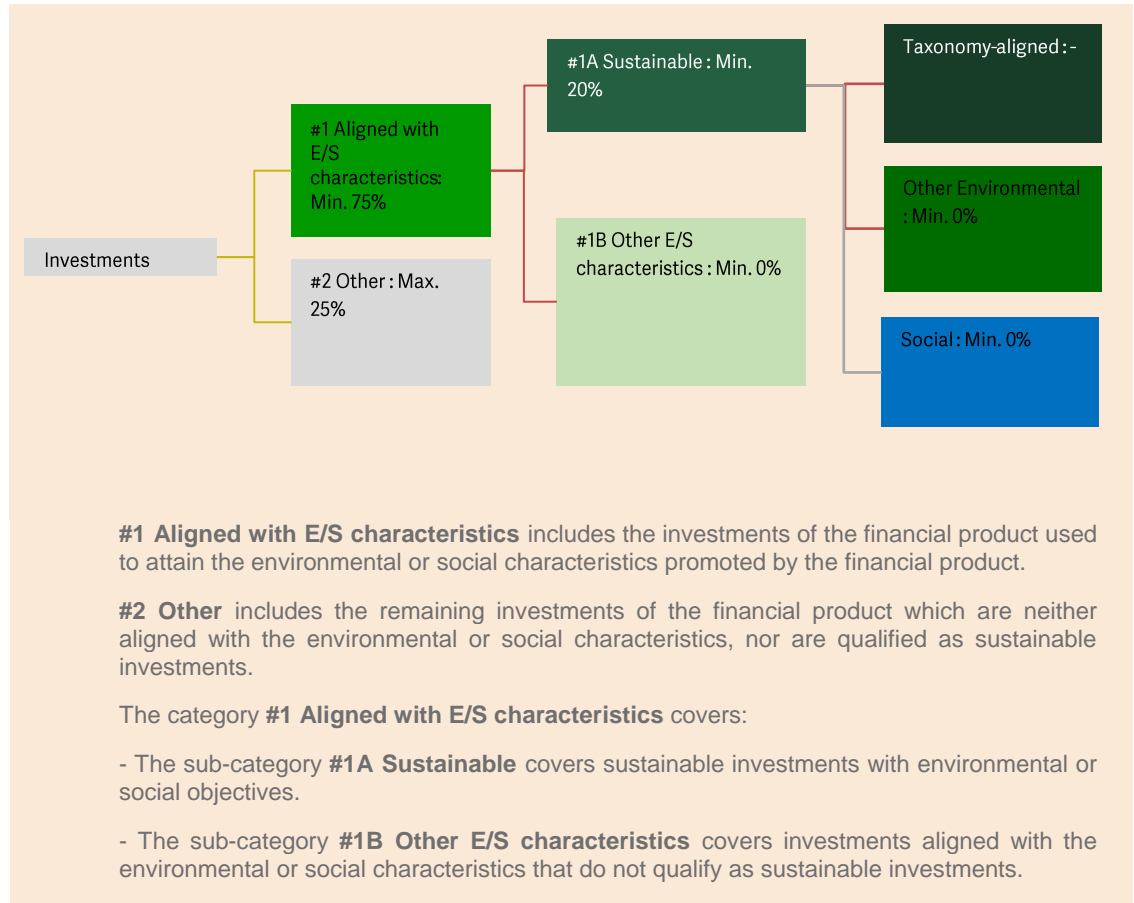 Investments
#1 Aligned with
E/S
characteristics:
Min. 75%
#2 Other : Max.
25%
#1A Sustainable : Min.
20%
#1B Other E/S
characteristics : Min. 0%
Taxonomy-aligned : -
Other Environmental
: Min. 0%
Social : Min. 0%
#1 Aligned with E/S characteristics includes the investments of the financial product used
to attain the environmental or social characteristics promoted by the financial product.
#2 Other includes the remaining investments of the financial product which are neither
aligned with the environmental or social characteristics, nor are qualified as sustainable
investments.
The category #1 Aligned with E/S characteristics covers:
- The sub-category #1A Sustainable covers sustainable investments with environmental or
social objectives.
- The sub-category #1B Other E/S characteristics covers investments aligned with the
environmental or social characteristics that do not qualify as sustainable investments.